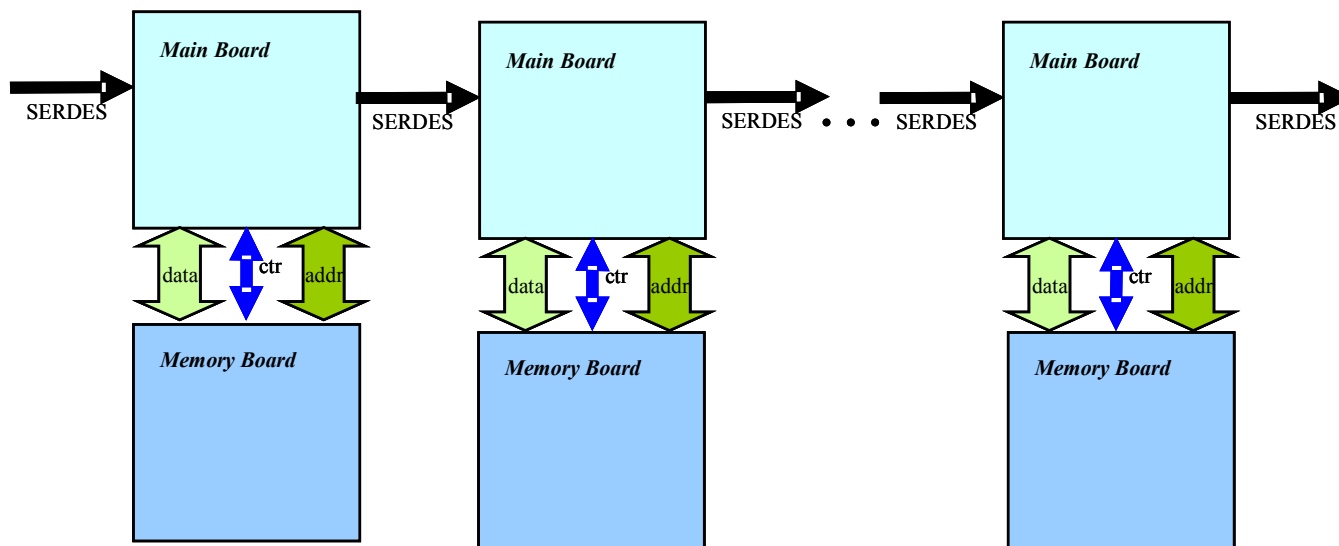 Main Board
Main Board
Main Board
SERDES
SERDES
SERDES
• • •
SERDES
SERDES
data
ctr
addr
data
ctr
addr
data
ctr
addr
Memory Board
Memory Board
Memory Board